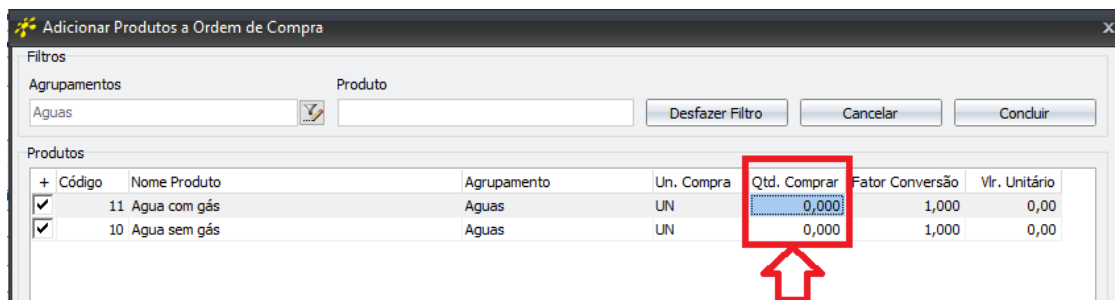 Adicionar Produtos a Ordem de Compra x
Filtros
Agrupamentos Produto
Aguas Desfazer Filtro Cancelar Concluir
Produtos
+ Código Nome Produto Agrupamento Un. Compra Qtd. Comprar Fator Conversão Vlr. Unitário
11 Agua com gás Aguas UN 0,000 1,000 0,00
10 Agua sem gás Aguas UN 0,000 1,000 0,00